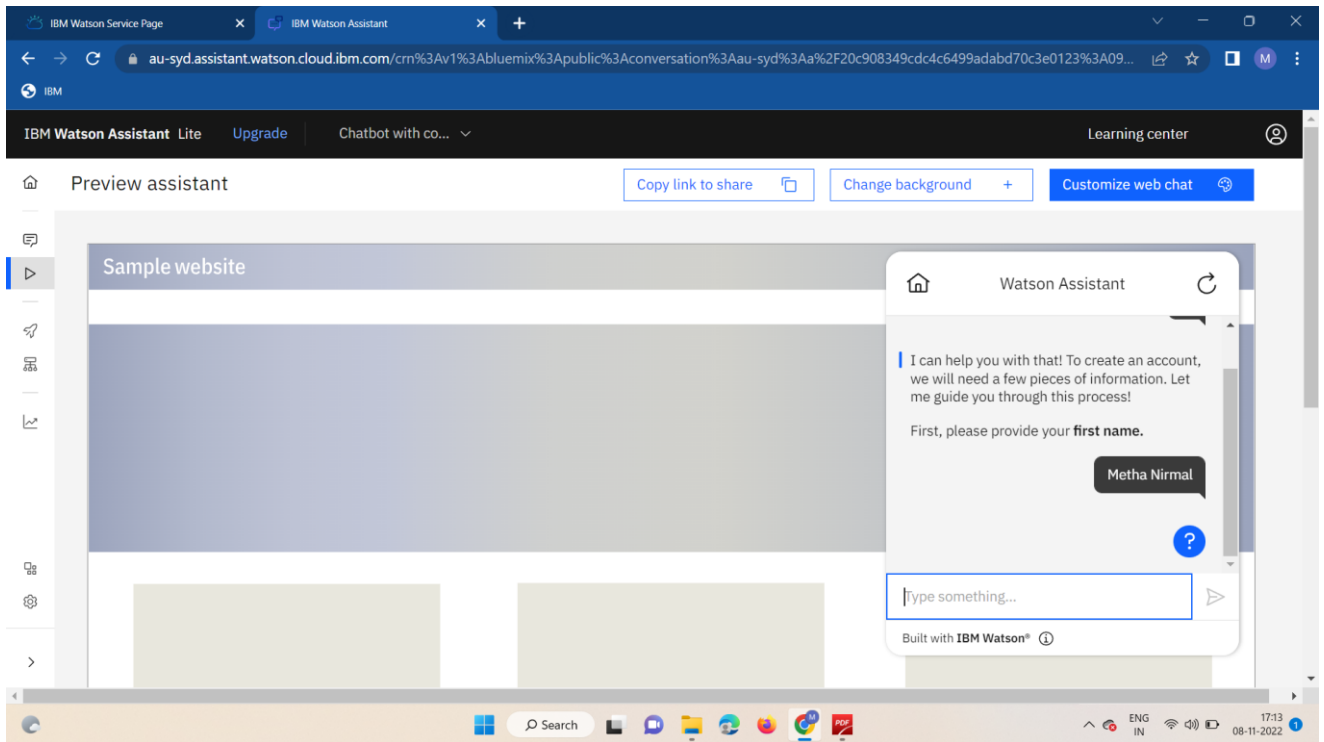 IBM Watson Service Page
IBM Watson Assistant
au-syd.assistant.watson.cloud.ibm.com/crn%3Av1%3Abluemix%3Apublic%3Aconversation%3Aau-syd%3Aa%2F20c908349cdc4c6499adabd70c3e0123%3A09...
M
IBM
IBM Watson Assistant Lite Upgrade Chatbot with co... Learning center
Preview assistant Copy link to share Change background + Customize web chat
Sample website
Watson Assistant
I can help you with that! To create an account,
we will need a few pieces of information. Let
me guide you through this process!
First, please provide your first name.
Metha Nirmal
?
Type something...
Built with IBM Watson®
Search
PDF
ENG
IN
17:13
08-11-2022
1